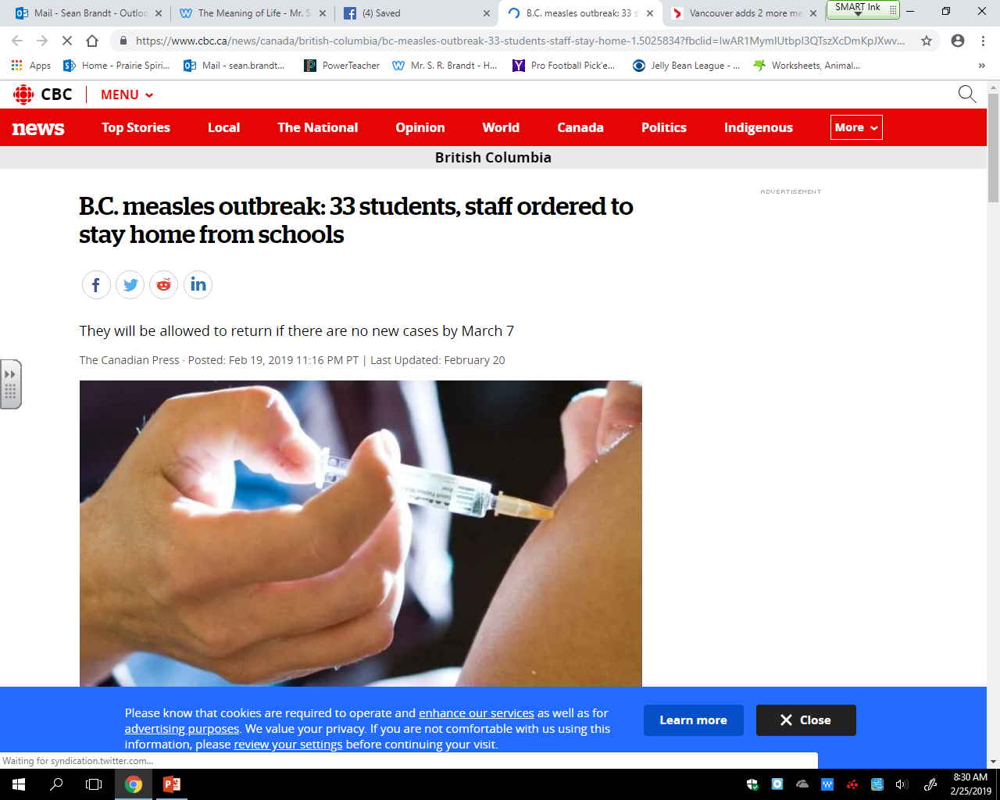 Mail - Sean Brandt - Outloo
The Meaning of Life - Mr. S
(4) Saved
B.C. measles outbreak: 33 s
Vancouver adds 2 more me
SMART Ink
https://www.cbc.ca/news/canada/british-columbia/bc-measles-outbreak-33-students-staff-stay-home-1.5025834?fbclid=IwAR1MymIUtbpI3QTszXcDmKpJXwv...
Apps
Home - Prairie Spiri...
Mail - sean.brandt...
PowerTeacher
Mr. S. R. Brandt - H...
Pro Football Pick'e...
Jelly Bean League - ...
Worksheets, Animal...
»
CBC
MENU
news
Top Stories
Local
The National
Opinion
World
Canada
Politics
Indigenous
More
British Columbia
ADVERTISEMENT
B.C. measles outbreak: 33 students, staff ordered to
stay home from schools
They will be allowed to return if there are no new cases by March 7
The Canadian Press · Posted: Feb 19, 2019 11:16 PM PT | Last Updated: February 20
Please know that cookies are required to operate and enhance our services as well as for
advertising purposes. We value your privacy. If you are not comfortable with us using this
information, please review your settings before continuing your visit.
Learn more
Close
Waiting for syndication.twitter.com...
8:30 AM
2/25/2019